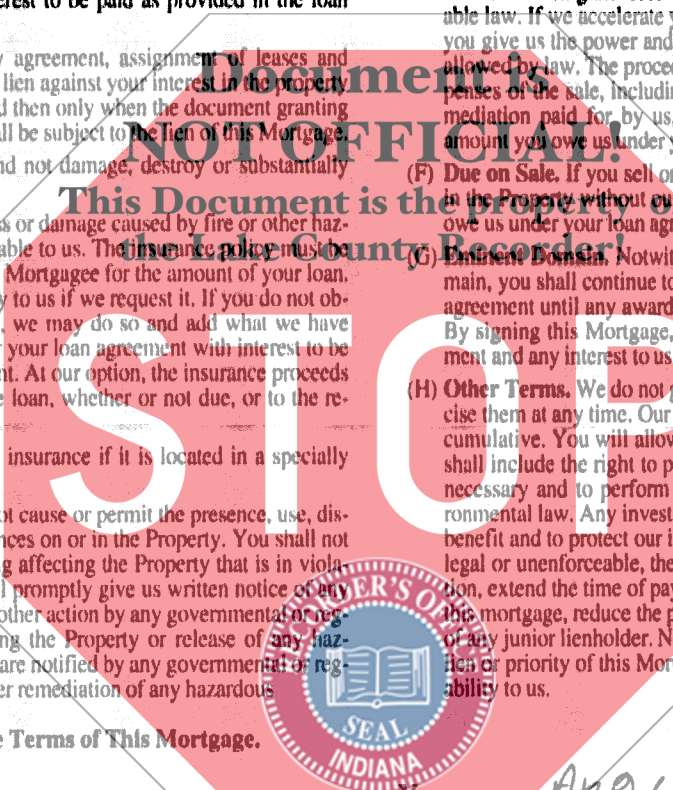 erest to be paid as provided in the loan
y agreement, assignment of leases and
lien against your interest in the property
d then only when the document granting
all be subject to the lien of this Mortgage.
nd not damage, destroy or substantially
ss or damage caused by fire or other haz-
able to us. The insurance policy must be
Mortgagee for the amount of your loan.
y to us if we request it. If you do not ob-
, we may do so and add what we have
your loan agreement with interest to be
nt. At our option, the insurance proceeds
e loan, whether or not due, or to the re-
insurance if it is located in a specially
ot cause or permit the presence, use, dis-
nces on or in the Property. You shall not
g affecting the Property that is in viola-
l promptly give us written notice of any
other action by any governmental or reg-
ng the Property or release of any haz-
are notified by any governmental or reg-
er remediation of any hazardous
e Terms of This Mortgage.
able law. If we accelerate
you give us the power and
allowed by law. The procee
penses of the sale, includin
mediation paid for by us,
amount you owe us under y
(F) Due on Sale. If you sell or
in the Property without ou
owe us under your loan agr
(G) Eminent Domain. Notwit
main, you shall continue to
agreement until any award
By signing this Mortgage,
ment and any interest to us
(H) Other Terms. We do not g
cise them at any time. Our
cumulative. You will allow
shall include the right to p
necessary and to perform
ronmental law. Any invest
benefit and to protect our i
legal or unenforceable, the
tion, extend the time of pay
this mortgage, reduce the p
of any junior lienholder. N
lien or priority of this Mor
ability to us.
Document is
NOT OFFICIAL!
This Document is the property o
the Lake County Recorder!
STOP
RECORDER'S OF
SEAL
INDIANA